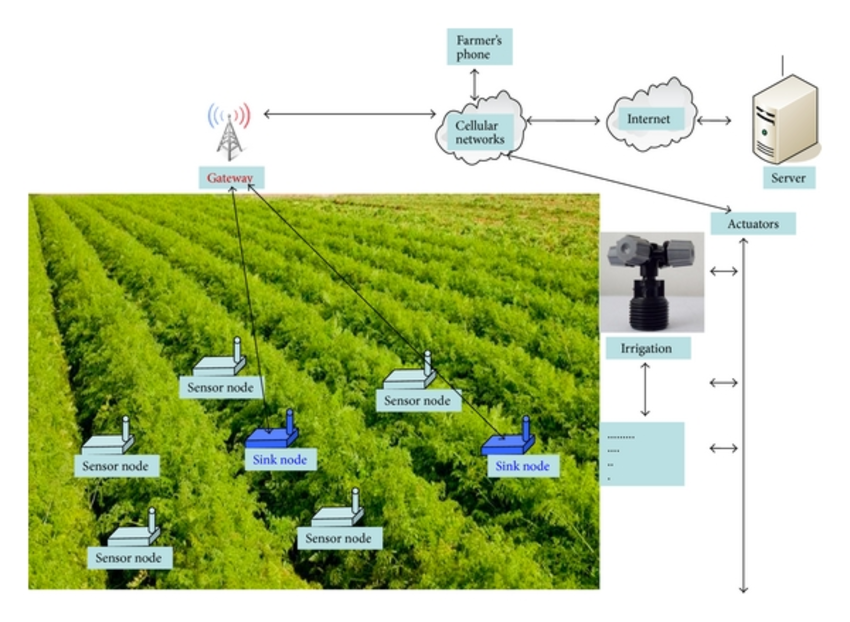 Farmer's
phone
Cellular
networks
Internet
Server
Gateway
Actuators
Irrigation
Sensor node
Sensor node
Sensor node
Sink node
Sink node
Sensor node
Sensor node
.........
....
..
.